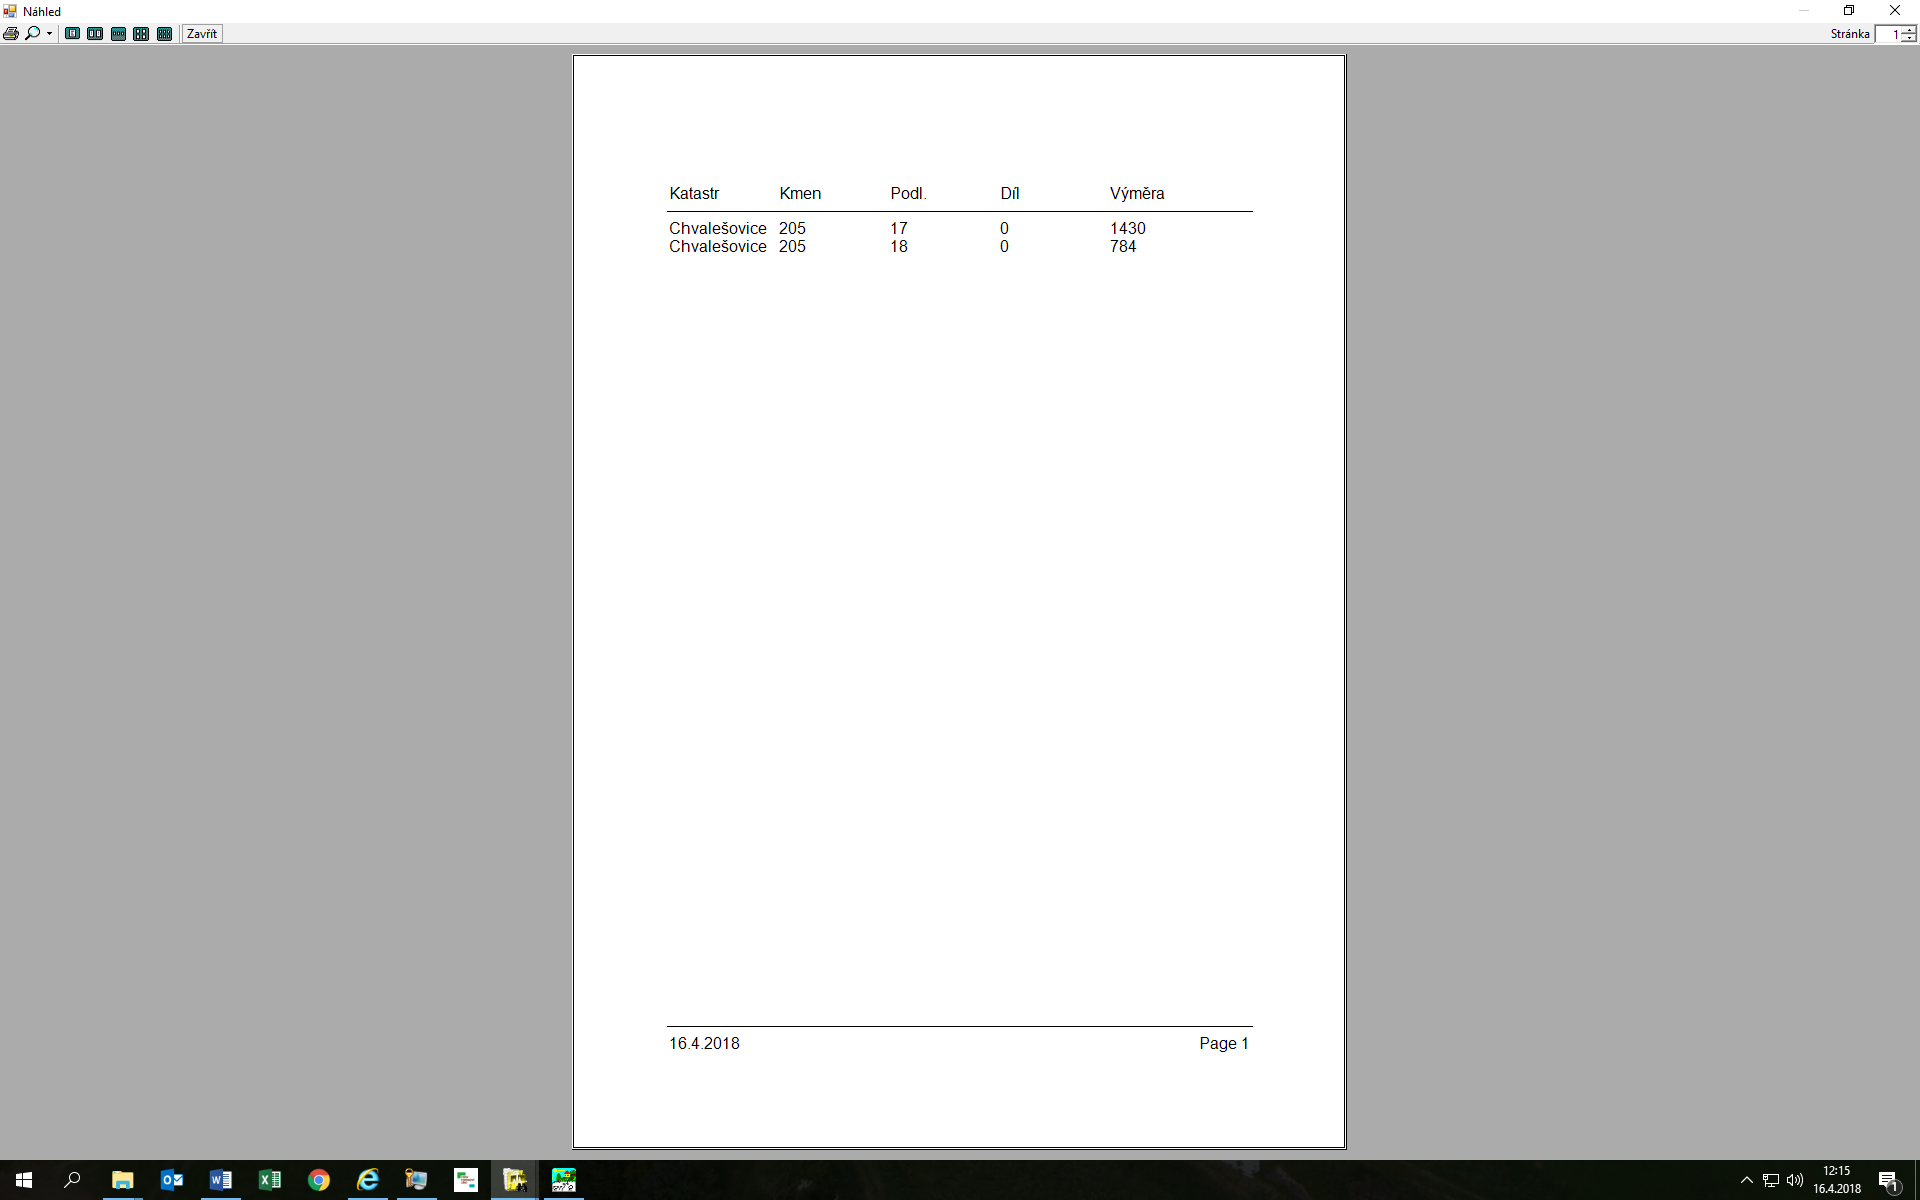 Náhled
Zavřít
Stránka 1
Katastr Kmen Podl. Díl Výměra
Chvalešovice 205 17 0 1430
Chvalešovice 205 18 0 784
16.4.2018 Page 1
12:15
16.4.2018
1